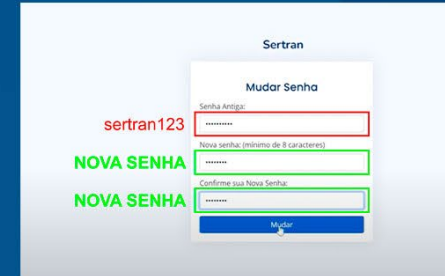 Sertran
Mudar Senha
Senha Antiga:
sertran123
Nova senha: (mínimo de 8 caracteres)
NOVA SENHA
Confirme sua Nova Senha:
NOVA SENHA
Mudar